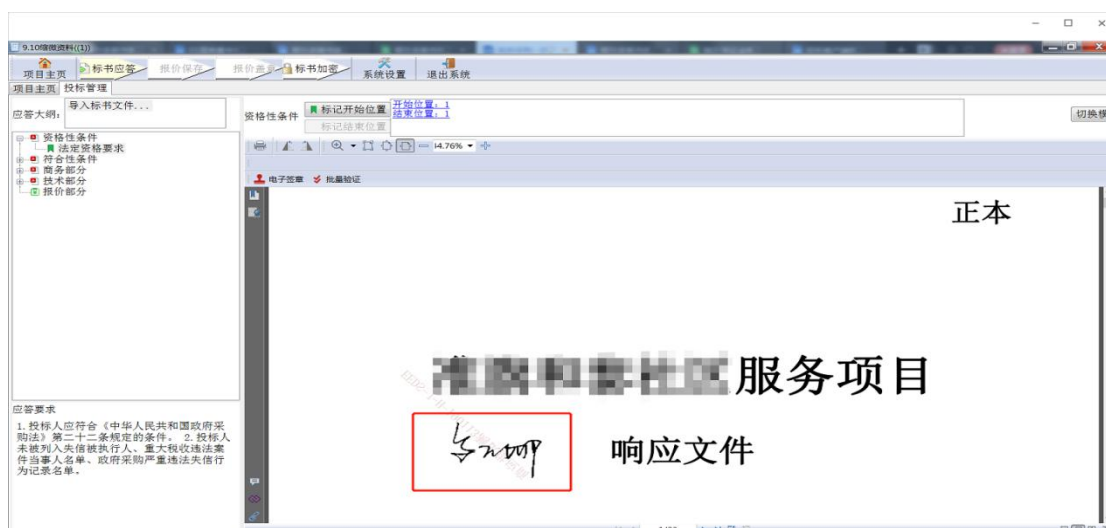 9.10缩微资料((1))
项目主页 标书应答 报价保存 报价盖章 标书加密 系统设置 退出系统
项目主页 投标管理
应答大纲: 导入标书文件...
资格性条件
法定资格要求
符合性条件
商务部分
技术部分
报价部分
应答要求
1.投标人应符合《中华人民共和国政府采
购法》第二十二条规定的条件。 2.投标人
未被列入失信被执行人、重大税收违法案
件当事人名单、政府采购严重违法失信行
为记录名单。
资格性条件 标记开始位置 开始位置: 1
标记结束位置 结束位置: 1
切换模
电子签章 批量验证
正本
服务项目
响应文件